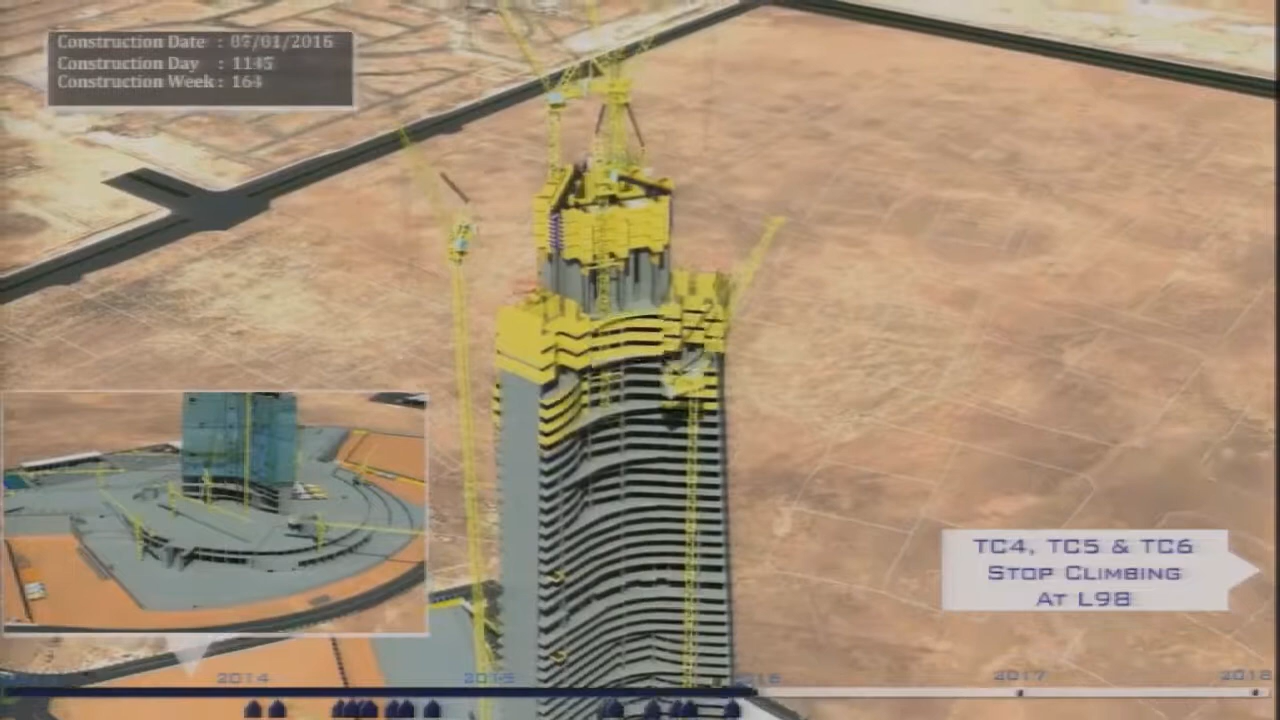 Construction Date : 07/01/2016
Construction Day : 1145
Construction Week : 164
TC4, TC5 & TC6
Stop Climbing
At L98
2014 2015 2016 2017 2018